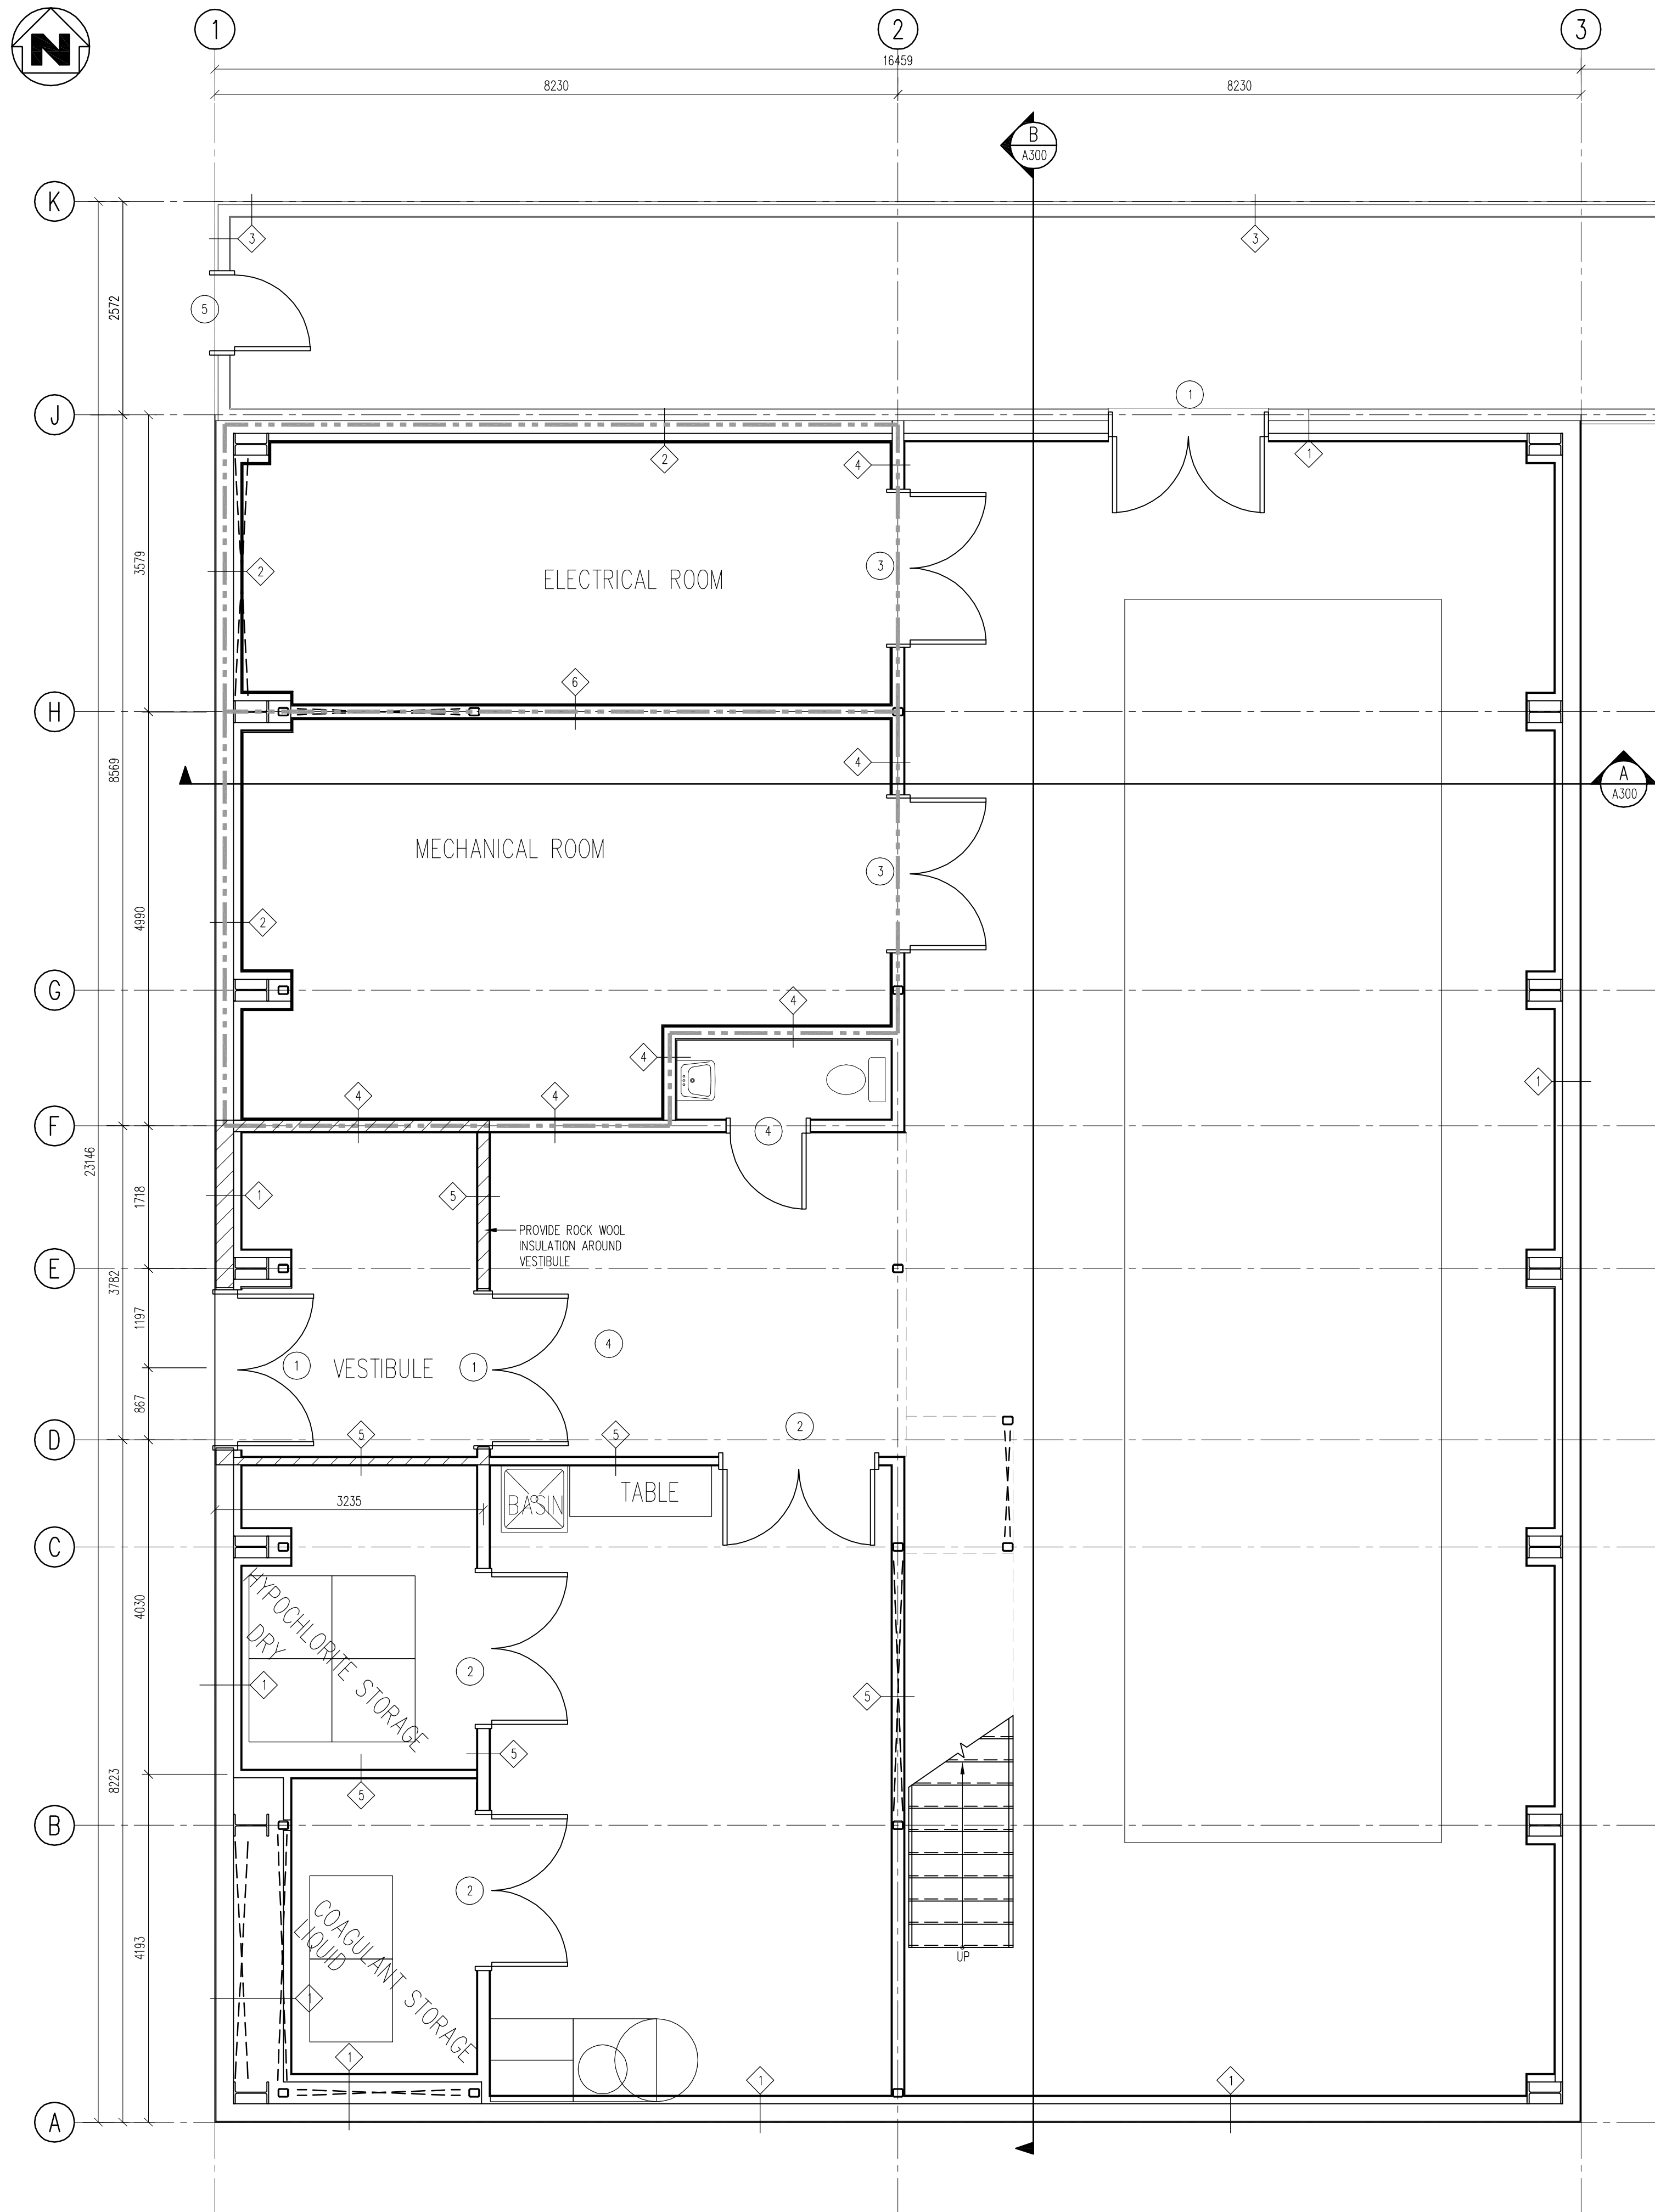 N
1
2
3
16459
8230
8230
B
A300
K
3
3
2572
5
J
1
2
4
1
3579
2
ELECTRICAL ROOM
3
6
H
8569
4
A
A300
MECHANICAL ROOM
3
4990
2
G
4
4
1
4
4
F
4
23146
1718
1
5
PROVIDE ROCK WOOL
INSULATION AROUND
VESTIBULE
E
3782
1197
4
1
VESTIBULE
1
867
2
D
5
5
3235
BASIN
TABLE
C
HYPOCHLORITE STORAGE
DRY
4030
2
1
5
5
8223
5
B
2
COAGULANT STORAGE
LIQUID
4193
UP
1
1
1
1
A